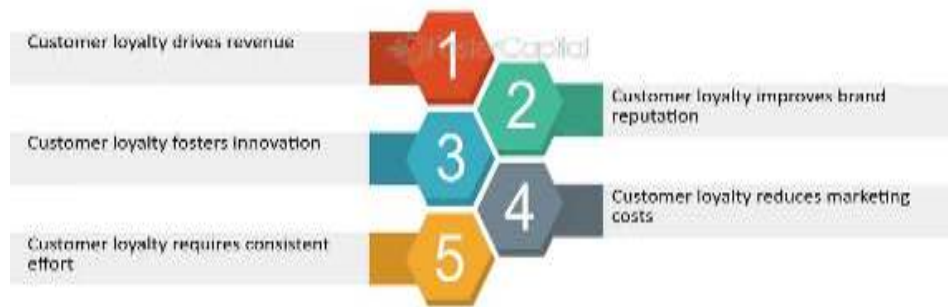 1
Customer loyalty drives revenue
2
Customer loyalty improves brand
reputation
3
Customer loyalty fosters innovation
4
Customer loyalty reduces marketing
costs
5
Customer loyalty requires consistent
effort